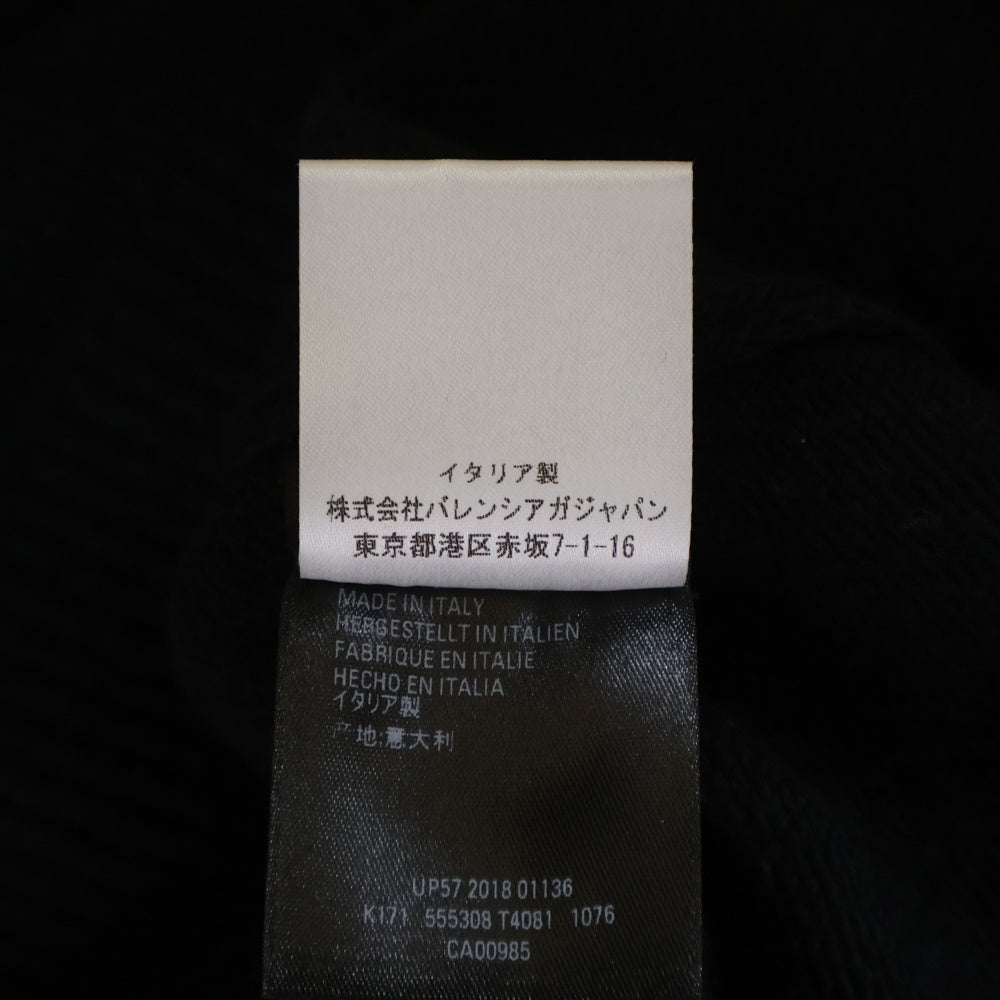 イタリア製
株式会社バレンシアガジャパン
東京都港区赤坂7-1-16
MADE IN ITALY
HERGESTELLT IN ITALIEN
FABRIQUE EN ITALIE
HECHO EN ITALIA
イタリア製
产地:意大利
UP57 2018 01136
K171 555308 T4081 1076
CA00985